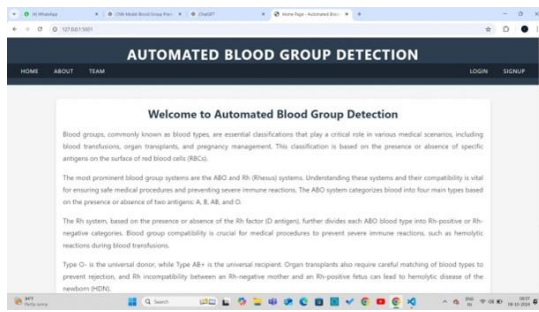 (4) WhatsApp
CNN Model Blood Group Pre
ChatGPT
Home Page - Automated Bloo
127.0.0.1:5001
AUTOMATED BLOOD GROUP DETECTION
HOME ABOUT TEAM LOGIN SIGNUP
Welcome to Automated Blood Group Detection
Blood groups, commonly known as blood types, are essential classifications that play a critical role in various medical scenarios, including
blood transfusions, organ transplants, and pregnancy management. This classification is based on the presence or absence of specific
antigens on the surface of red blood cells (RBCs).
The most prominent blood group systems are the ABO and Rh (Rhesus) systems. Understanding these systems and their compatibility is vital
for ensuring safe medical procedures and preventing severe immune reactions. The ABO system categorizes blood into four main types based
on the presence or absence of two antigens: A, B, AB, and O.
The Rh system, based on the presence or absence of the Rh factor (D antigen), further divides each ABO blood type into Rh-positive or Rh-
negative categories. Blood group compatibility is crucial for medical procedures to prevent severe immune reactions, such as hemolytic
reactions during blood transfusions.
Type O- is the universal donor, while Type AB+ is the universal recipient. Organ transplants also require careful matching of blood types to
prevent rejection, and Rh incompatibility between an Rh-negative mother and an Rh-positive fetus can lead to hemolytic disease of the
newborn (HDN).
Partly sunny
Search
ENG
IN